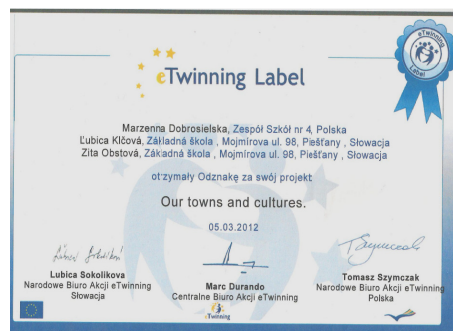 eTwinning Label
eTwinning
Label
Marzenna Dobrosielska, Zespół Szkół nr 4, Polska
Ľubica Klčová, Základná škola , Mojmírova ul. 98, Piešťany , Słowacja
Zita Obstová, Základná škola , Mojmírova ul. 98, Piešťany , Słowacja
otrzymały Odznakę za swój projekt
Our towns and cultures.
05.03.2012
Lubica Sokolikova
Narodowe Biuro Akcji eTwinning
Słowacja
Marc Durando
Centralne Biuro Akcji eTwinning
eTwinning
Tomasz Szymczak
Narodowe Biuro Akcji eTwinning
Polska